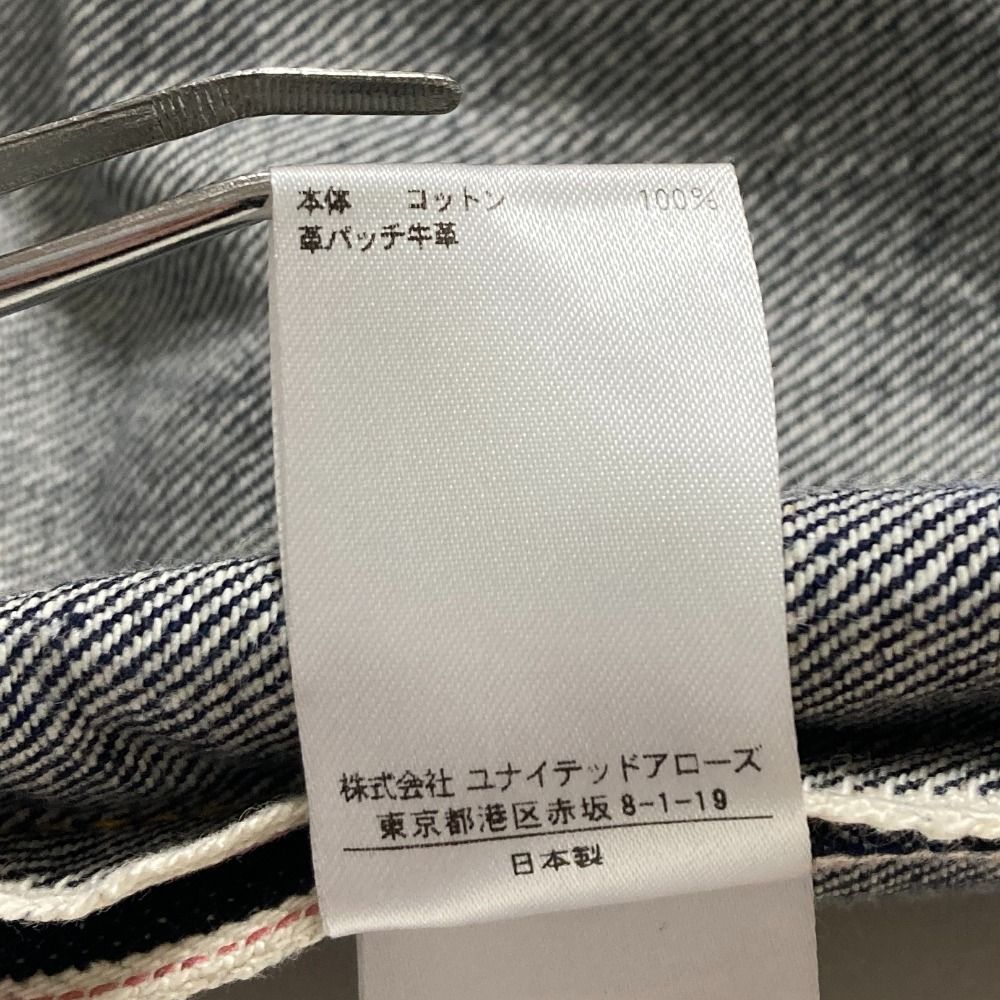 本体 コットン 100%
革パッチ牛革
株式会社 ユナイテッドアローズ
東京都港区赤坂 8-1-19
日本製